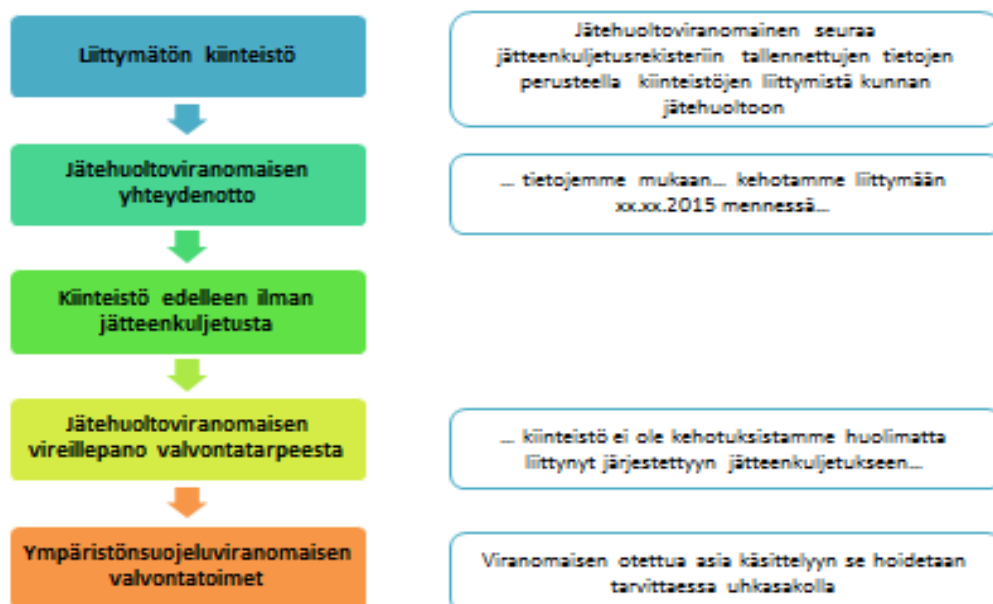 Liittymätön kiinteistö
Jätehuoltoviranomainen seuraa
jätteenkuljetusrekisteriin tallennettujen tietojen
perusteella kiinteistöjen liittymistä kunnan
jätehuoltoon
Jätehuoltoviranomaisen
yhteydenotto
... tietojemme mukaan... kehotamme liittymään
xx.xx.2015 mennessä...
Kiinteistö edelleen ilman
jätteenkuljetusta
Jätehuoltoviranomaisen
vireillepano valvontatarpeesta
... kiinteistö ei ole kehotuksistamme huolimatta
liittynyt järjestettyyn jätteenkuljetukseen...
Ympäristönsuojeluviranomaisen
valvontatoimet
Viranomaisen otettua asia käsittelyyn se hoidetaan
tarvittaessa uhkasakolla